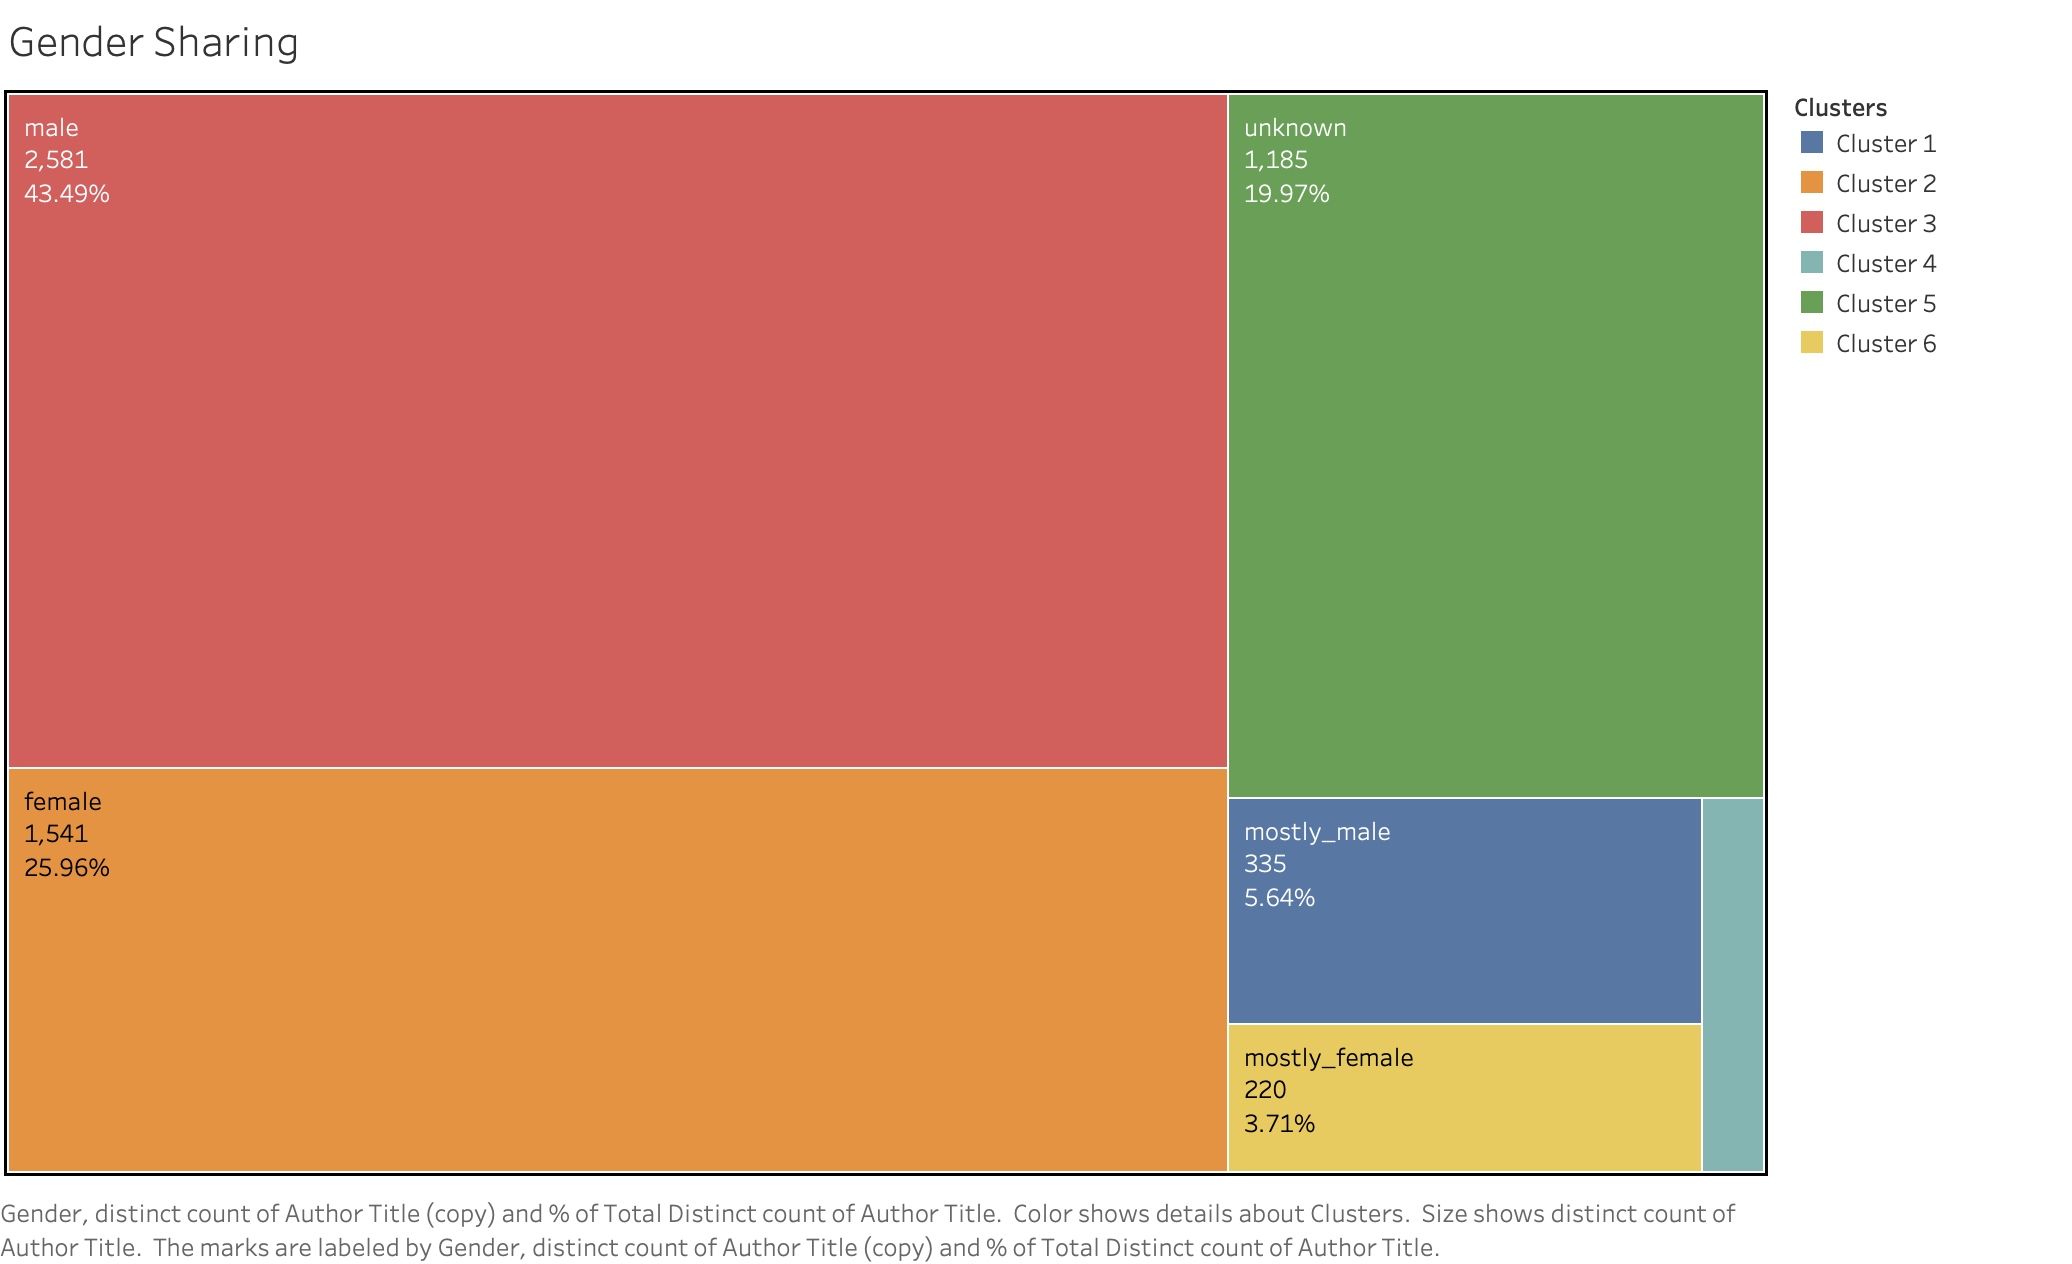 Gender Sharing
male
2,581
43.49%
unknown
1,185
19.97%
female
1,541
25.96%
mostly_male
335
5.64%
mostly_female
220
3.71%
Clusters
Cluster 1
Cluster 2
Cluster 3
Cluster 4
Cluster 5
Cluster 6
Gender, distinct count of Author Title (copy) and % of Total Distinct count of Author Title.  Color shows details about Clusters.  Size shows distinct count of
Author Title.  The marks are labeled by Gender, distinct count of Author Title (copy) and % of Total Distinct count of Author Title.